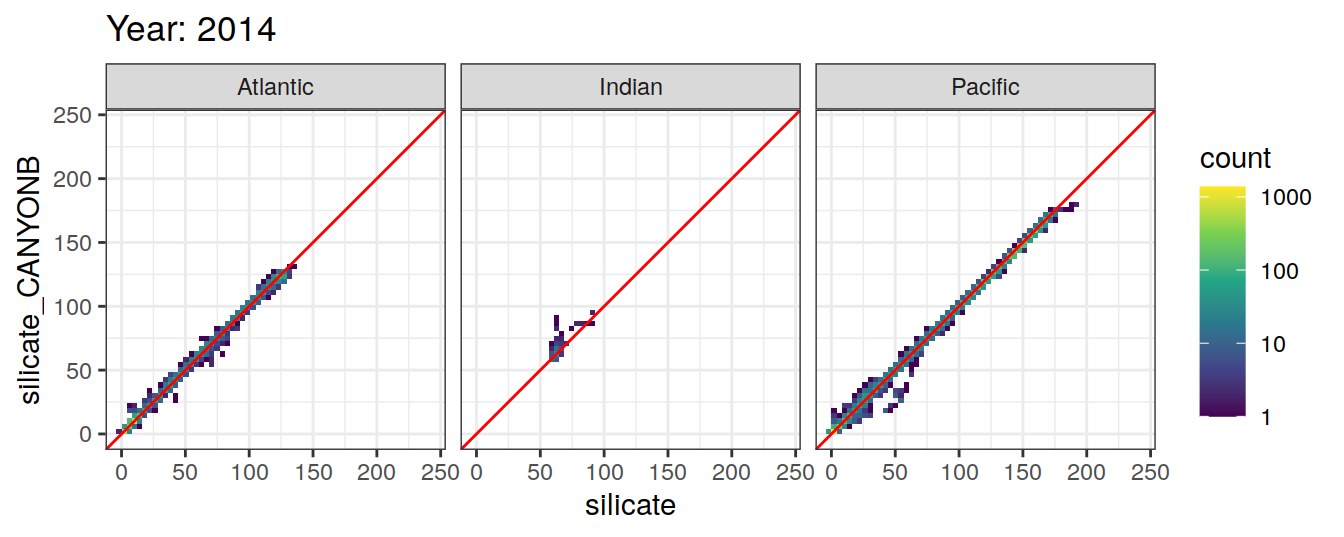 Year: 2014
Atlantic
Indian
Pacific
silicate_CANYONB
250
200
150
100
50
0
0 50 100 150 200 250
0 50 100 150 200 250
0 50 100 150 200 250
silicate
count
1000
100
10
1